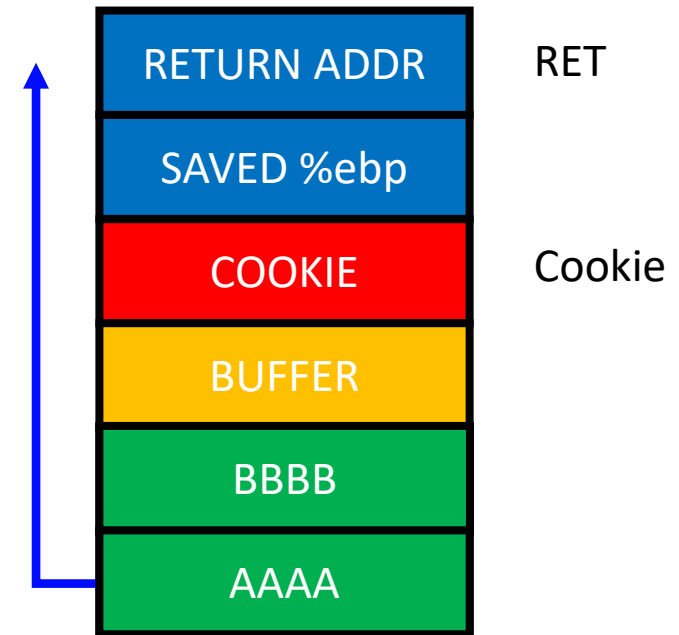 RETURN ADDR RET
SAVED %ebp
COOKIE Cookie
BUFFER
BBBB
AAAA